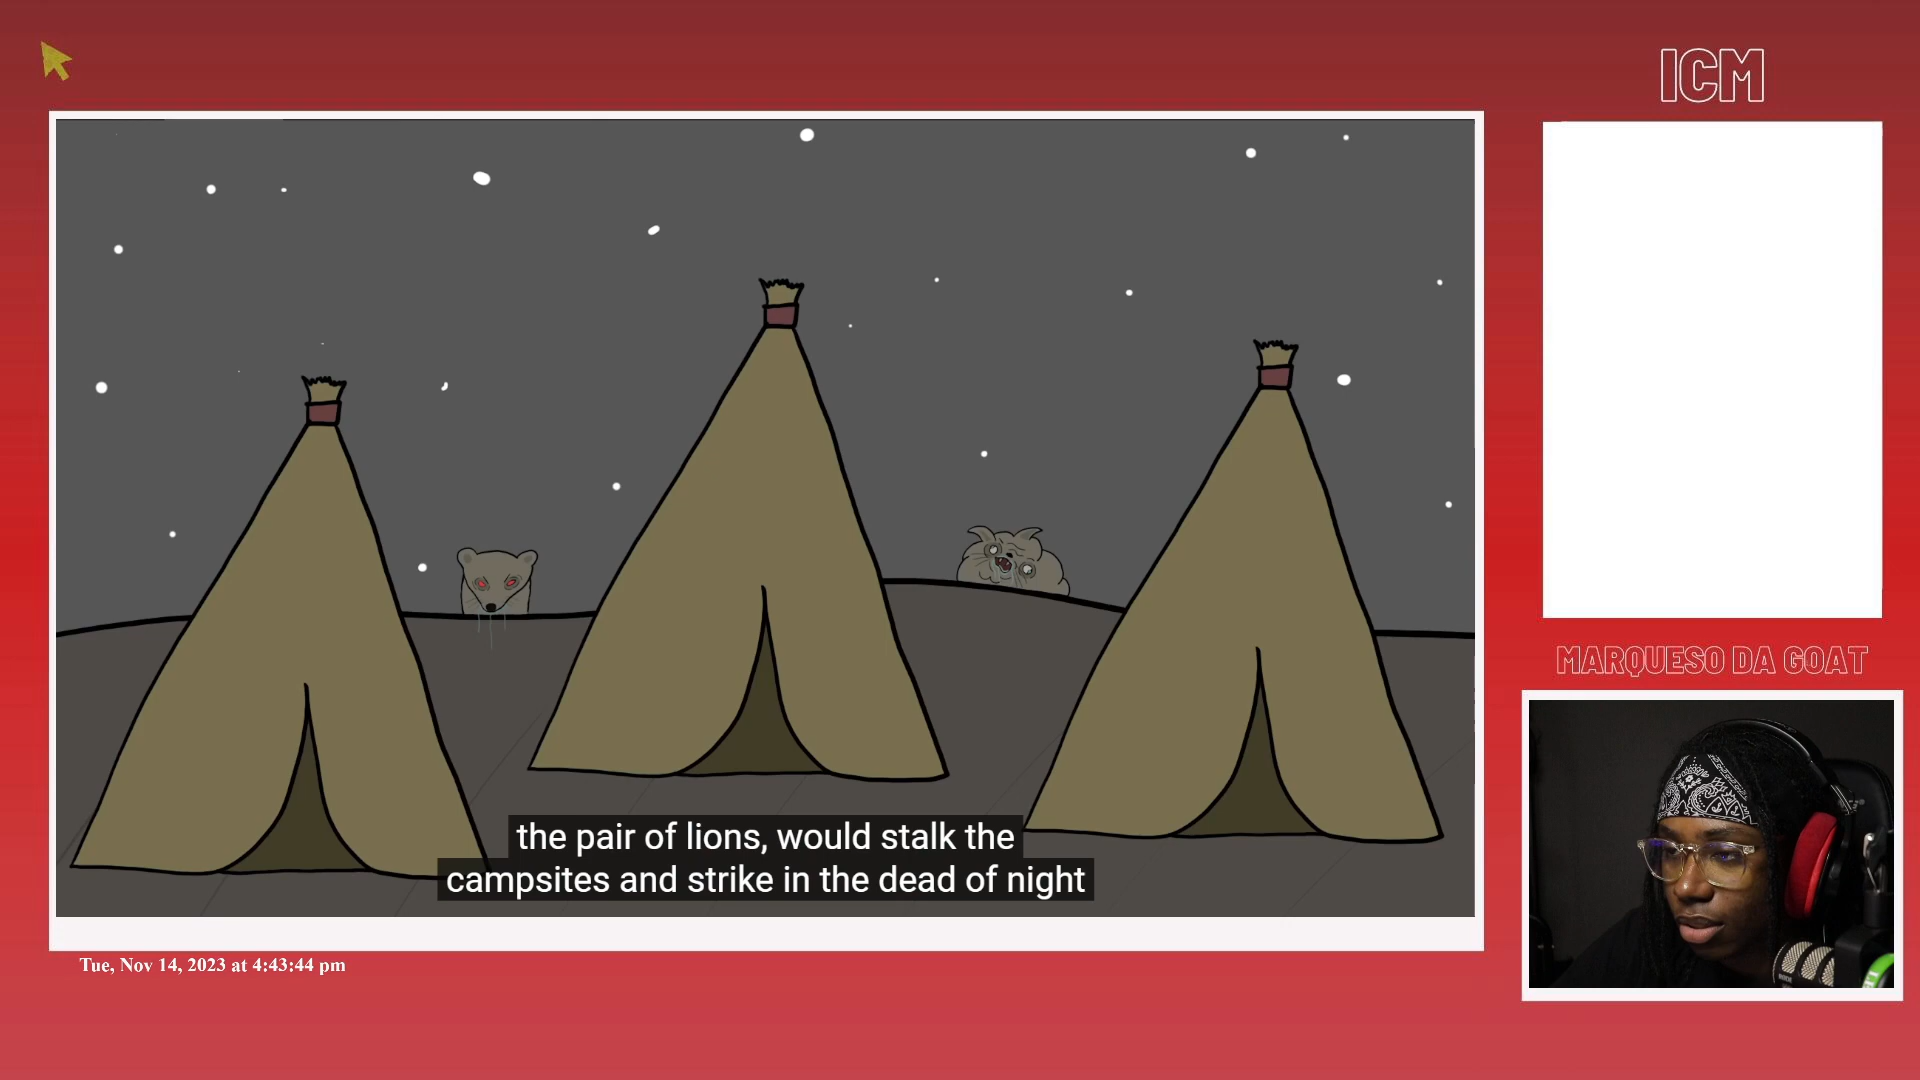 ICM
the pair of lions, would stalk the
campsites and strike in the dead of night
MARQUESO DA GOAT
Tue, Nov 14, 2023 at 4:43:44 pm